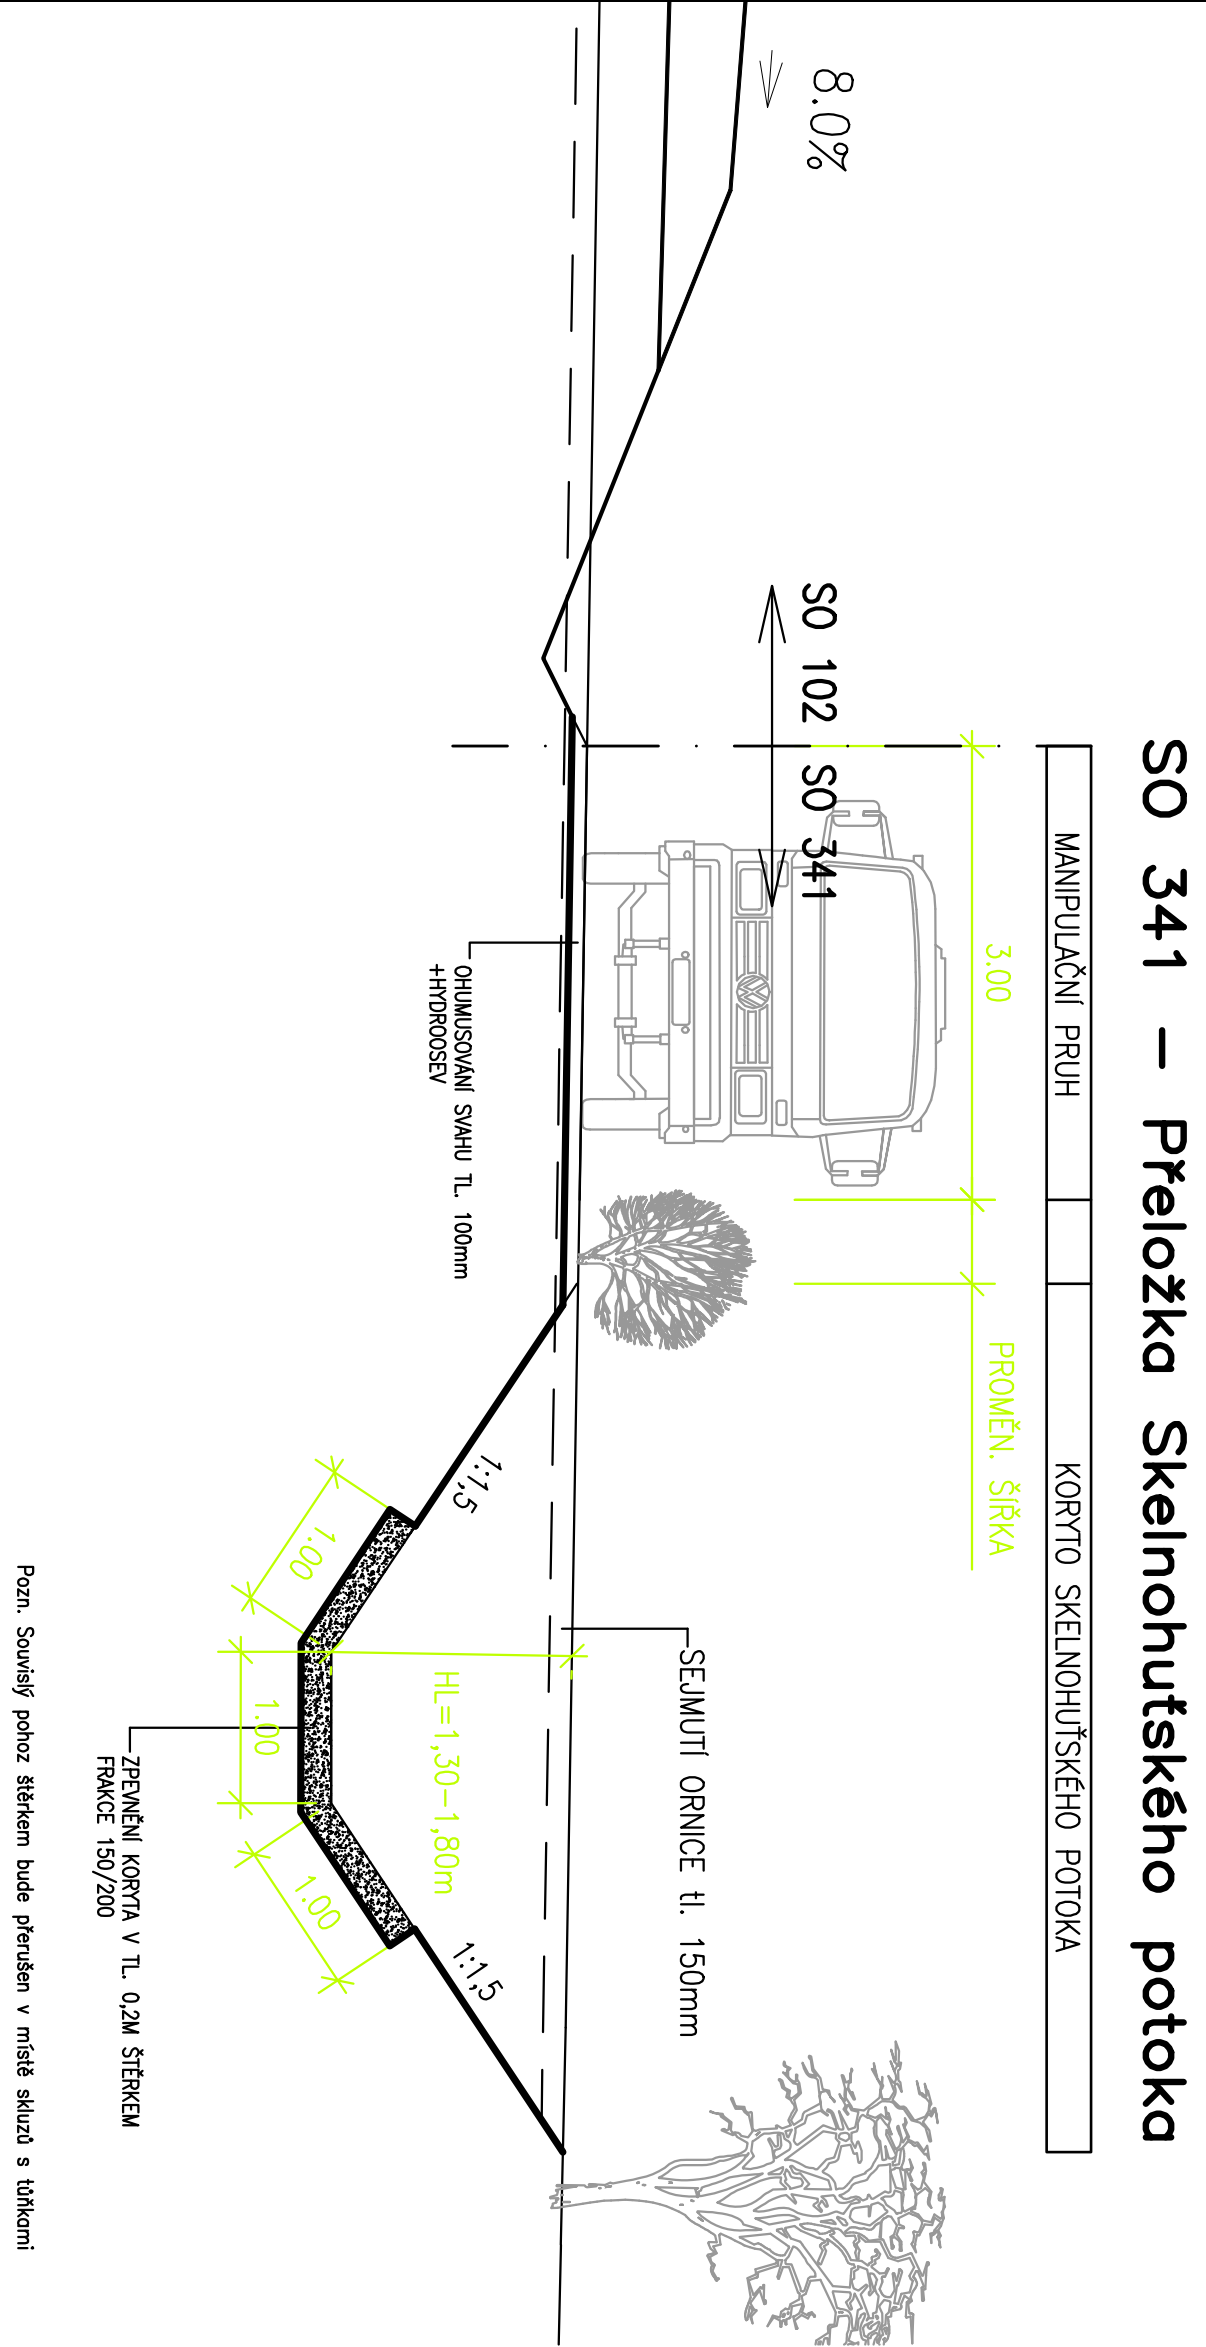 SO 341 – Přeložka Skelnohuťského potoka
MANIPULAČNÍ PRUH
KORYTO SKELNOHUŤSKÉHO POTOKA
3.00
PROMĚN. ŠÍŘKA
8.0%
SO 102
SO 341
SEJMUTÍ ORNICE tl. 150mm
OHUMUSOVÁNÍ SVAHU TL. 100mm
+HYDROOSEV
1:1,5
1:1,5
HL=1,30–1,80m
1.00
1.00
1.00
ZPEVNĚNÍ KORYTA V TL. 0,2M ŠTĚRKEM
FRAKCE 150/200
Pozn. Souvislý pohoz štěrkem bude přerušen v místě skluzů s tůňkami